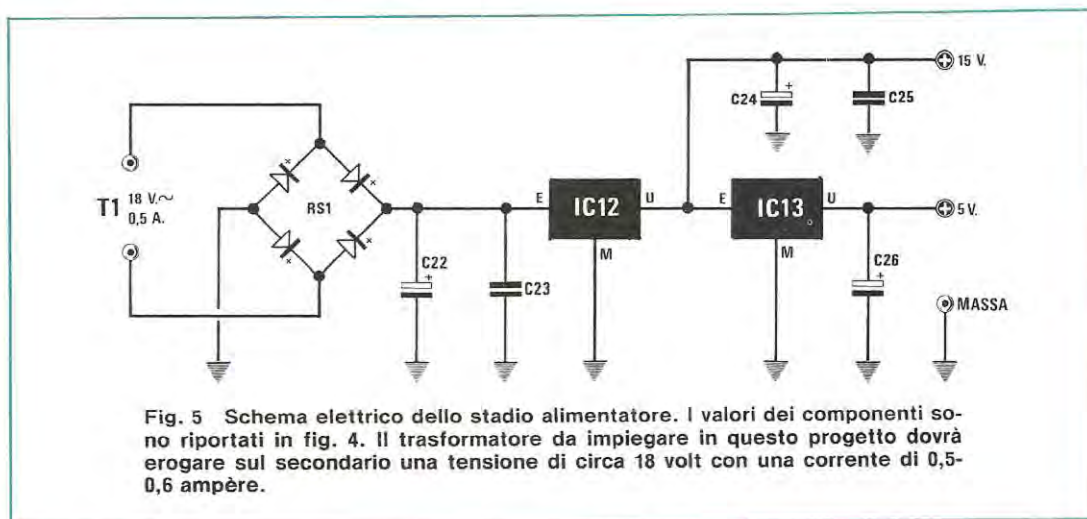 15 V.
C24
+
C25
T1 18 V.~
0,5 A.
RS1
E IC12 U
E IC13 U
5 V.
M
M
C22
+
C23
C26
+
MASSA
Fig. 5 Schema elettrico dello stadio alimentatore. I valori dei componenti so-
no riportati in fig. 4. Il trasformatore da impiegare in questo progetto dovrà
erogare sul secondario una tensione di circa 18 volt con una corrente di 0,5-
0,6 ampère.